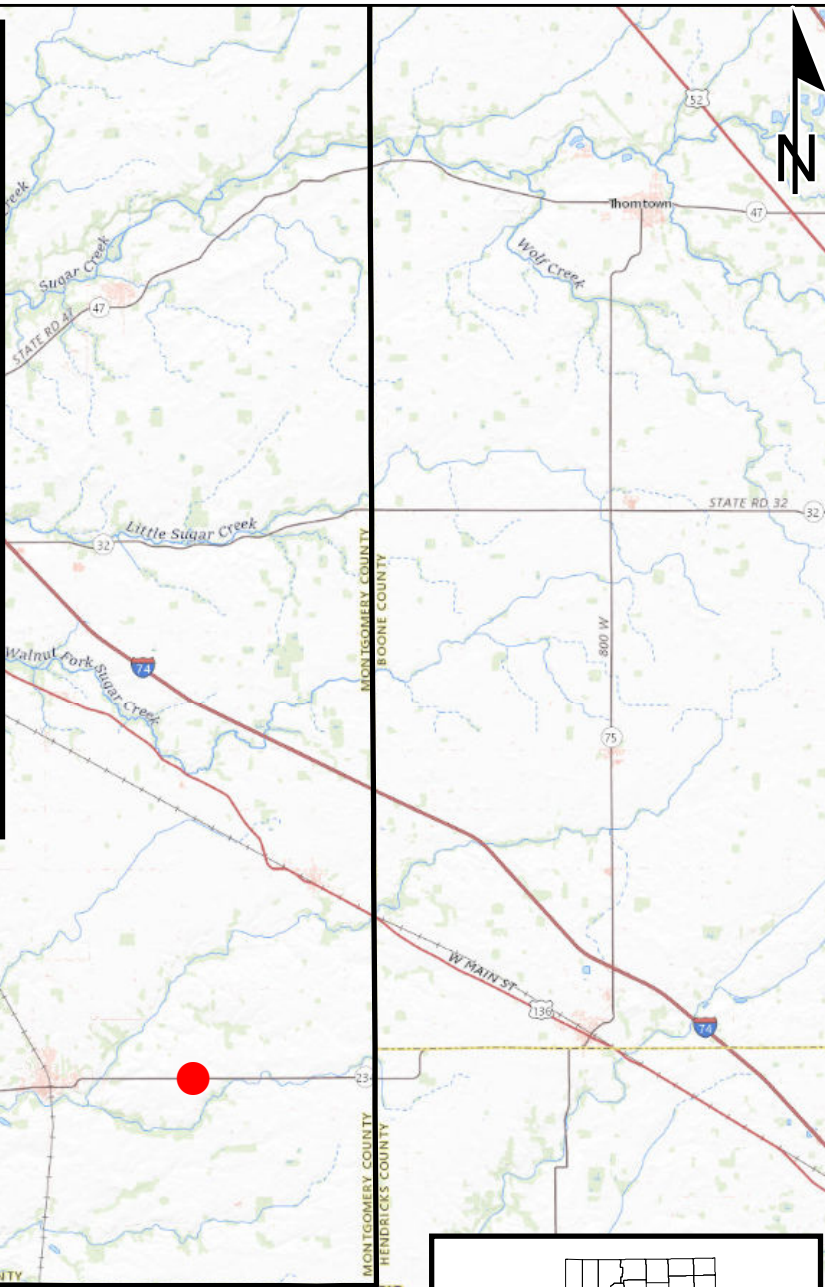 52
N
Thorntown
47
Creek
Wolf Creek
Sugar Creek
47
STATE RD 47
STATE RD 32
32
Little Sugar Creek
32
MONTGOMERY COUNTY
BOONE COUNTY
800 W
Walnut Fork Sugar Creek
74
75
W MAIN ST
136
74
23
MONTGOMERY COUNTY
HENDRICKS COUNTY